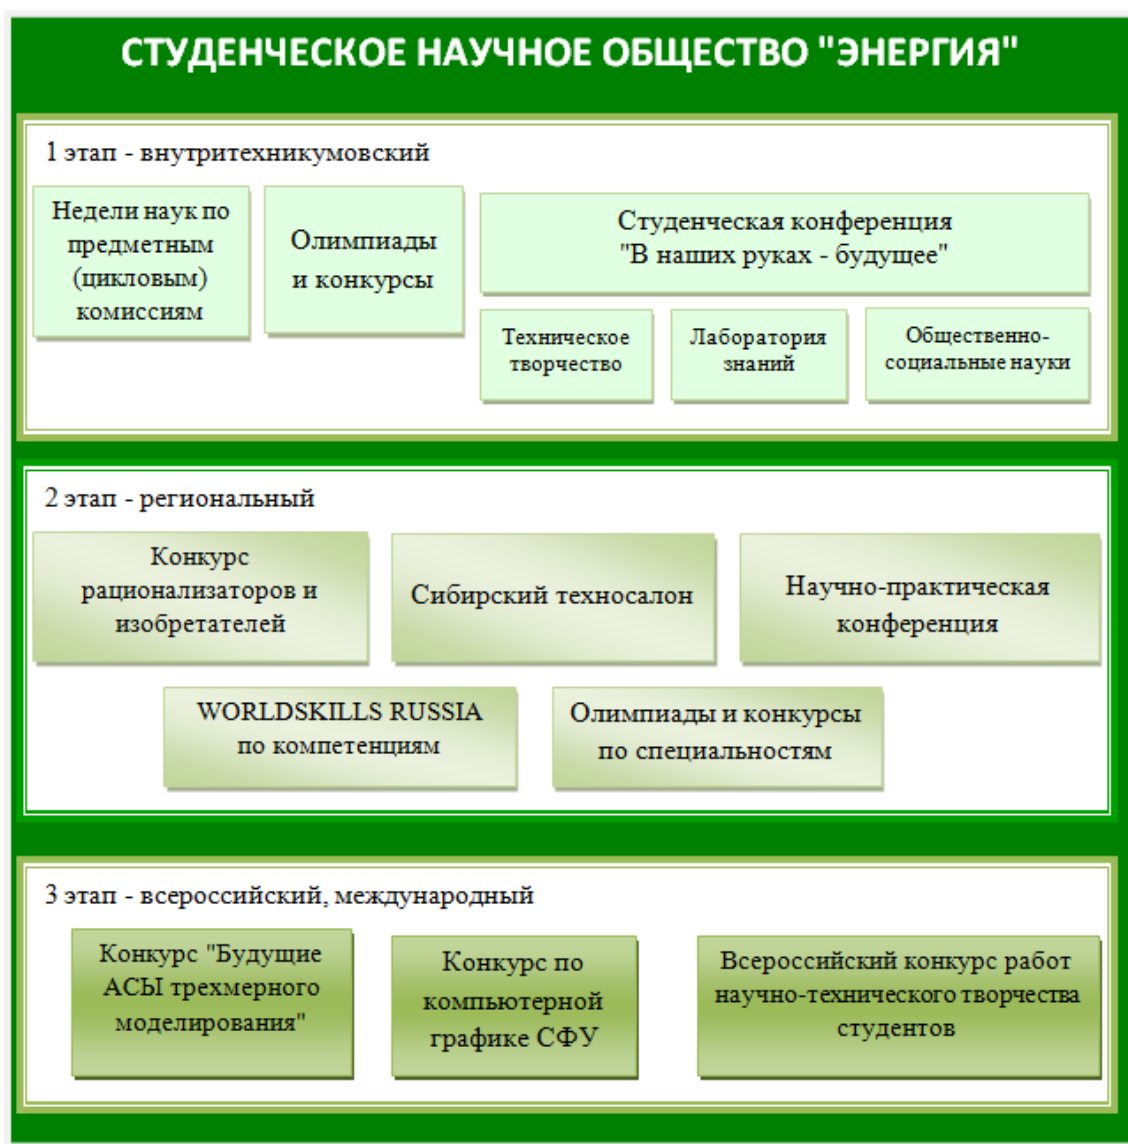 СТУДЕНЧЕСКОЕ НАУЧНОЕ ОБЩЕСТВО "ЭНЕРГИЯ"
1 этап - внутритехникумовский
Недели наук по
предметным
(цикловым)
комиссиям
Олимпиады
и конкурсы
Студенческая конференция
"В наших руках - будущее"
Техническое
творчество
Лаборатория
знаний
Общественно-
социальные науки
2 этап - региональный
Конкурс
рационализаторов и
изобретателей
Сибирский техносалон
Научно-практическая
конференция
WORLDSKILLS RUSSIA
по компетенциям
Олимпиады и конкурсы
по специальностям
3 этап - всероссийский, международный
Конкурс "Будущие
АСЫ трехмерного
моделирования"
Конкурс по
компьютерной
графике СФУ
Всероссийский конкурс работ
научно-технического творчества
студентов